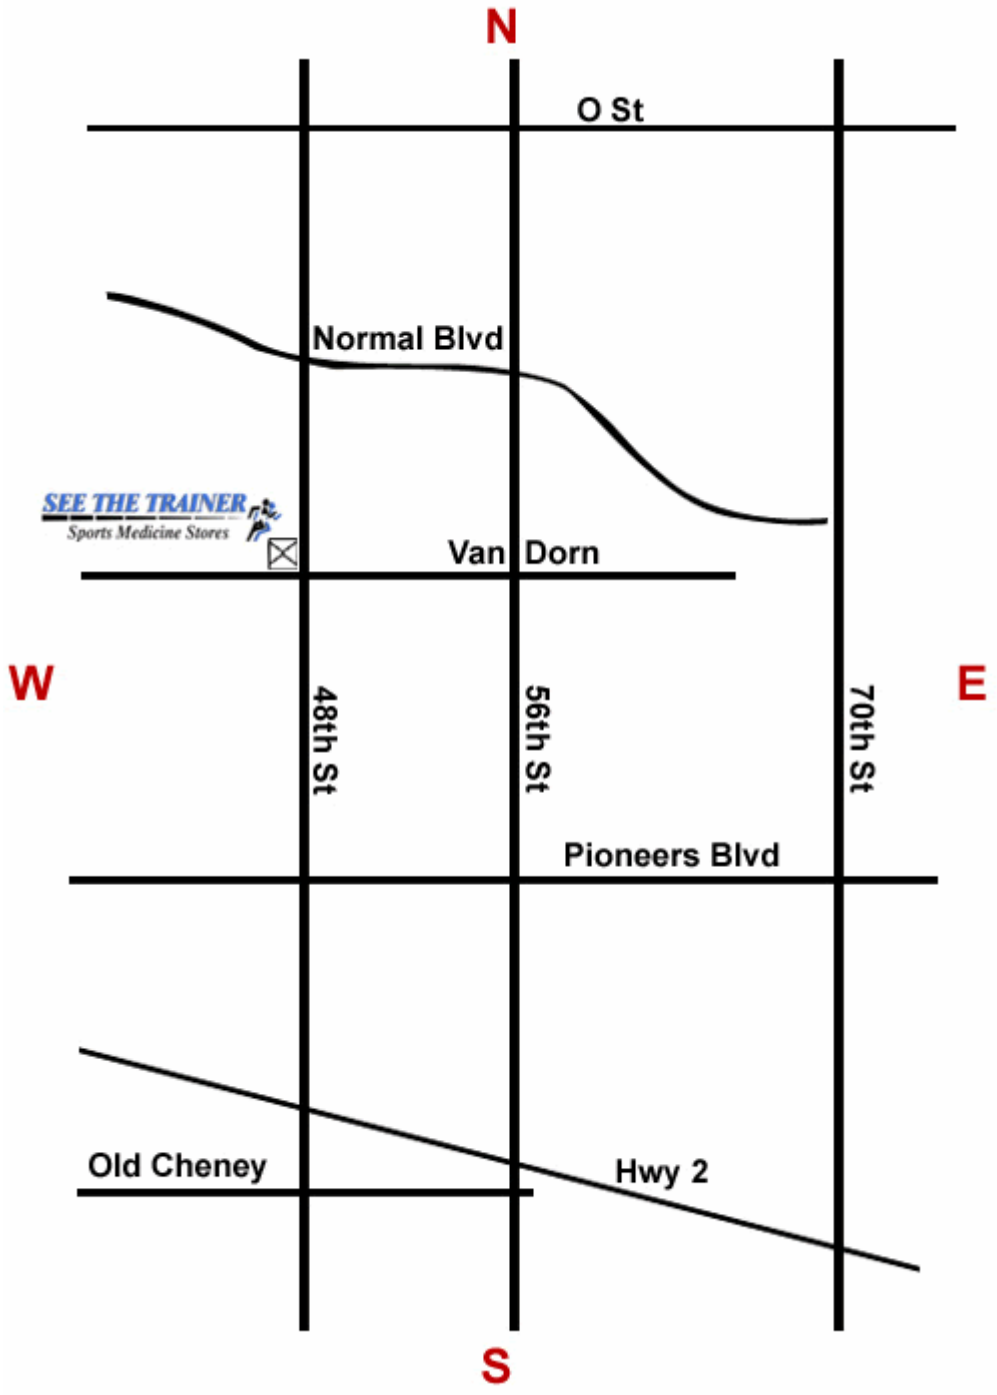 N
O St
Normal Blvd
SEE THE TRAINER
Sports Medicine Stores
Van Dorn
W
E
48th St
56th St
70th St
Pioneers Blvd
Old Cheney
Hwy 2
S